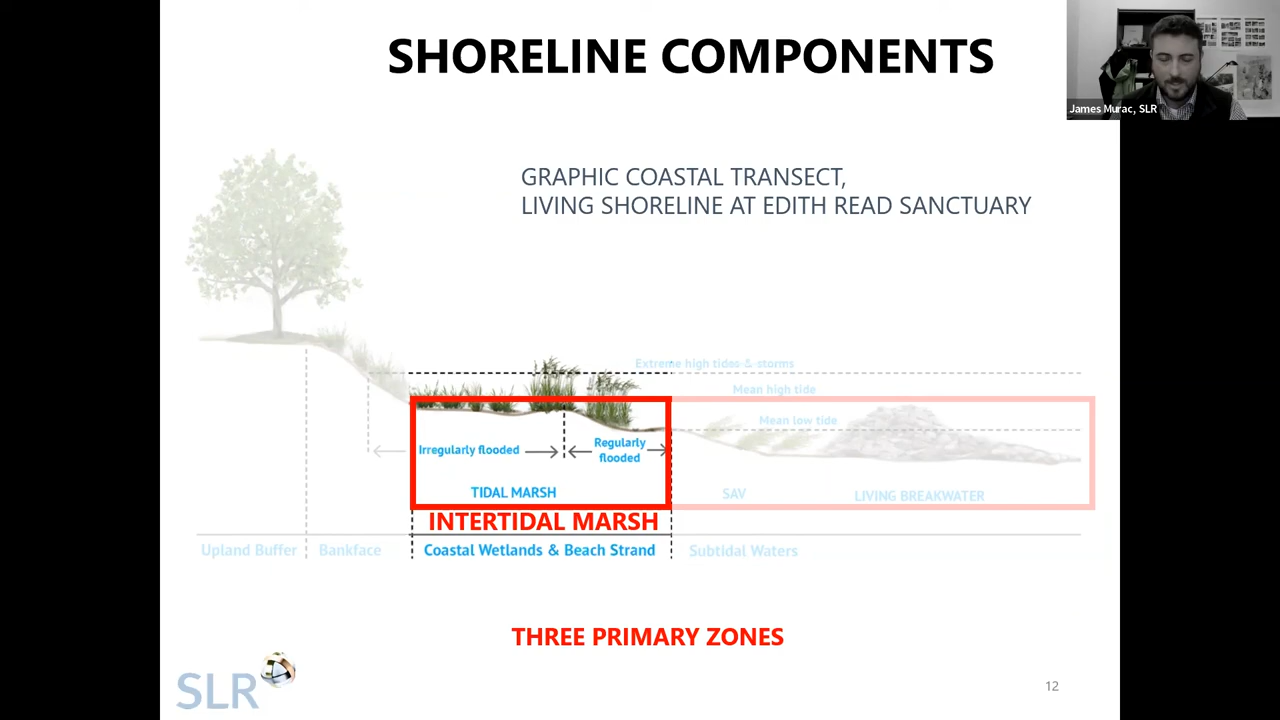 SHORELINE COMPONENTS
James Murac, SLR
GRAPHIC COASTAL TRANSECT,
LIVING SHORELINE AT EDITH READ SANCTUARY
Extreme high tides & storms
Mean high tide
Mean low tide
Irregularly flooded
Regularly
flooded
TIDAL MARSH
SAV
LIVING BREAKWATER
INTERTIDAL MARSH
Upland Buffer
Bankface
Coastal Wetlands & Beach Strand
Subtidal Waters
THREE PRIMARY ZONES
SLR
12